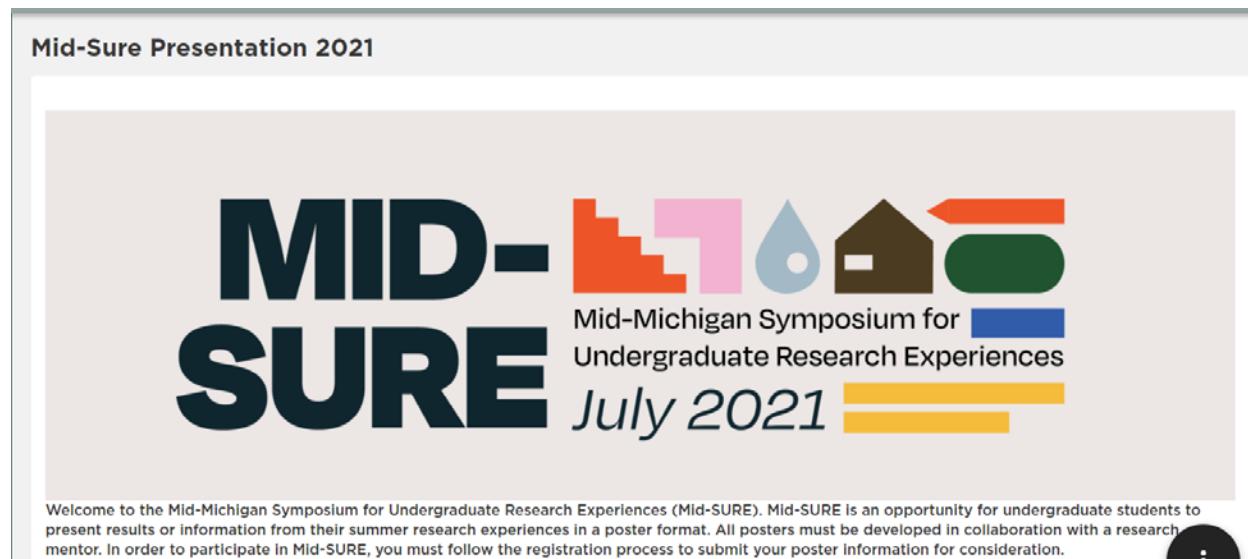 Mid-Sure Presentation 2021
MID-
SURE
Mid-Michigan Symposium for
Undergraduate Research Experiences
July 2021
Welcome to the Mid-Michigan Symposium for Undergraduate Research Experiences (Mid-SURE). Mid-SURE is an opportunity for undergraduate students to
present results or information from their summer research experiences in a poster format. All posters must be developed in collaboration with a research
mentor. In order to participate in Mid-SURE, you must follow the registration process to submit your poster information for consideration.